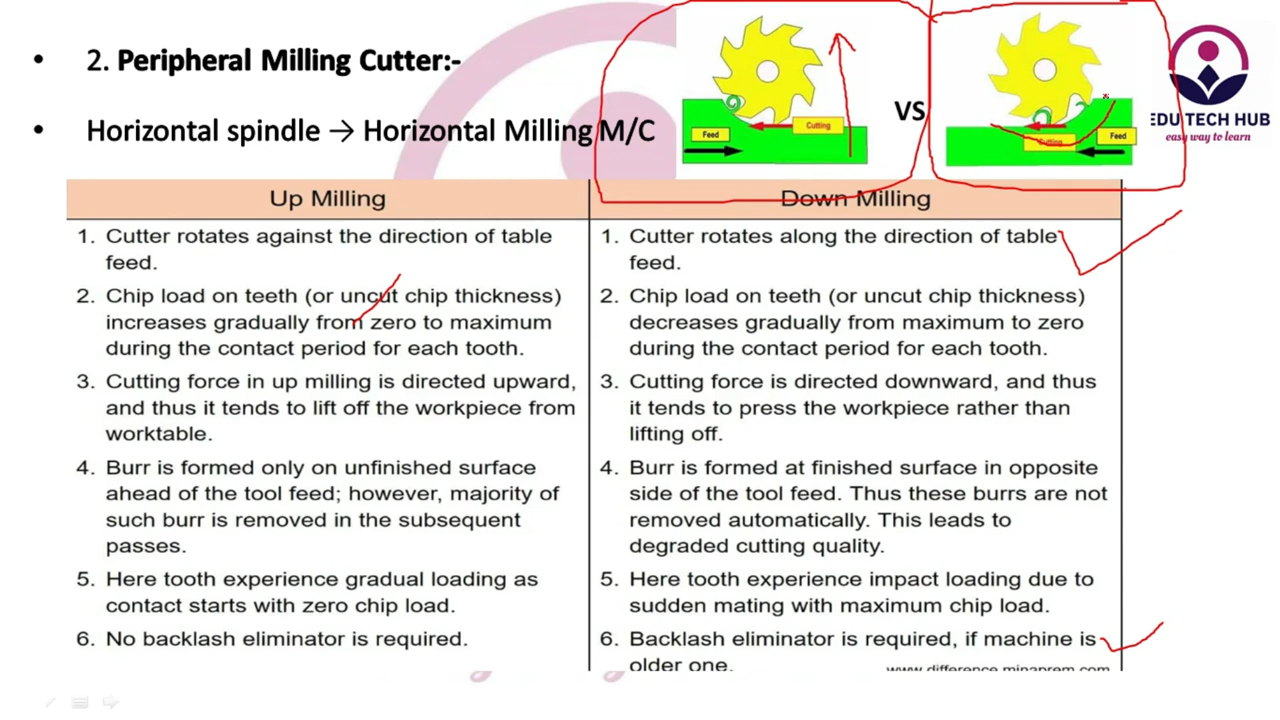 2. Peripheral Milling Cutter:-
Horizontal spindle → Horizontal Milling M/C
Feed
Cutting
VS
Cutting
Feed
EDU TECH HUB
easy way to learn
Up Milling
1. Cutter rotates against the direction of table
feed.
2. Chip load on teeth (or uncut chip thickness)
increases gradually from zero to maximum
during the contact period for each tooth.
3. Cutting force in up milling is directed upward,
and thus it tends to lift off the workpiece from
worktable.
4. Burr is formed only on unfinished surface
ahead of the tool feed; however, majority of
such burr is removed in the subsequent
passes.
5. Here tooth experience gradual loading as
contact starts with zero chip load.
6. No backlash eliminator is required.
Down Milling
1. Cutter rotates along the direction of table
feed.
2. Chip load on teeth (or uncut chip thickness)
decreases gradually from maximum to zero
during the contact period for each tooth.
3. Cutting force is directed downward, and thus
it tends to press the workpiece rather than
lifting off.
4. Burr is formed at finished surface in opposite
side of the tool feed. Thus these burrs are not
removed automatically. This leads to
degraded cutting quality.
5. Here tooth experience impact loading due to
sudden mating with maximum chip load.
6. Backlash eliminator is required, if machine is
older one.
www.difference.minaprem.com